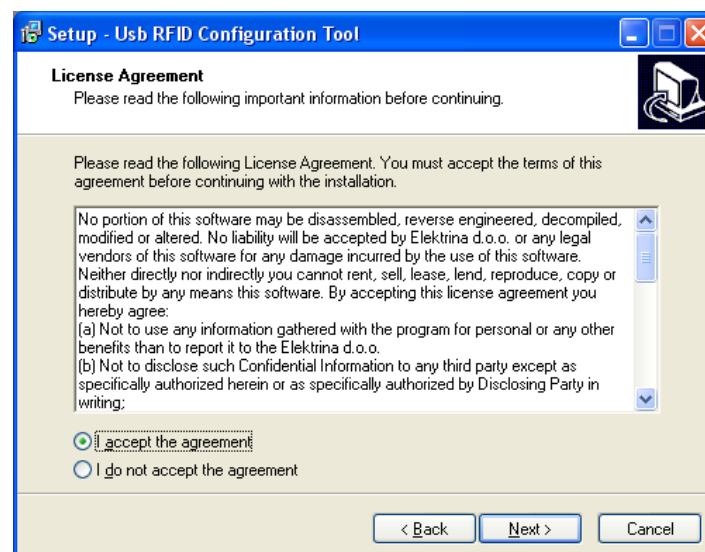 Setup - Usb RFID Configuration Tool
License Agreement
Please read the following important information before continuing.
Please read the following License Agreement. You must accept the terms of this
agreement before continuing with the installation.
No portion of this software may be disassembled, reverse engineered, decompiled,
modified or altered. No liability will be accepted by Elektrina d.o.o. or any legal
vendors of this software for any damage incurred by the use of this software.
Neither directly nor indirectly you cannot rent, sell, lease, lend, reproduce, copy or
distribute by any means this software. By accepting this license agreement you
hereby agree:
(a) Not to use any information gathered with the program for personal or any other
benefits than to report it to the Elektrina d.o.o.
(b) Not to disclose such Confidential Information to any third party except as
specifically authorized herein or as specifically authorized by Disclosing Party in
writing;
I accept the agreement
I do not accept the agreement
< Back Next > Cancel